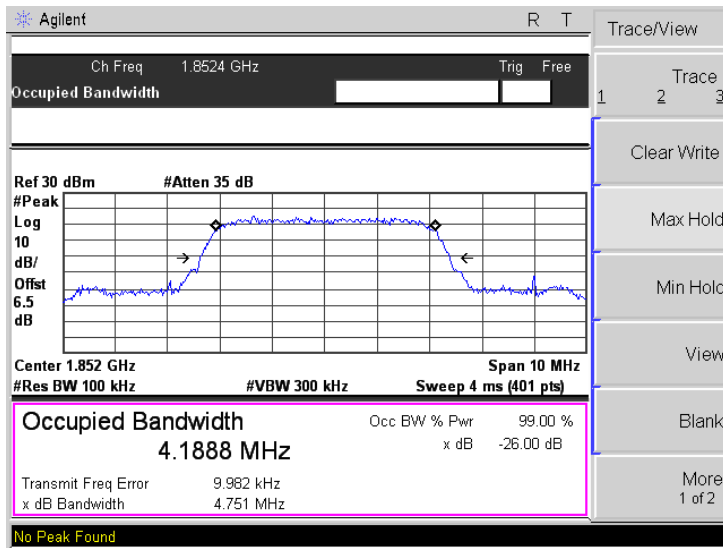 Agilent R T
Ch Freq 1.8524 GHz Trig Free
Occupied Bandwidth
Ref 30 dBm #Atten 35 dB
#Peak
Log
10
dB/
Offst
6.5
dB
Center 1.852 GHz Span 10 MHz
#Res BW 100 kHz #VBW 300 kHz Sweep 4 ms (401 pts)
Occupied Bandwidth Occ BW % Pwr 99.00 %
4.1888 MHz x dB -26.00 dB
Transmit Freq Error 9.982 kHz
x dB Bandwidth 4.751 MHz
No Peak Found
Trace/View
Trace
1 2 3
Clear Write
Max Hold
Min Hold
View
Blank
More
1 of 2